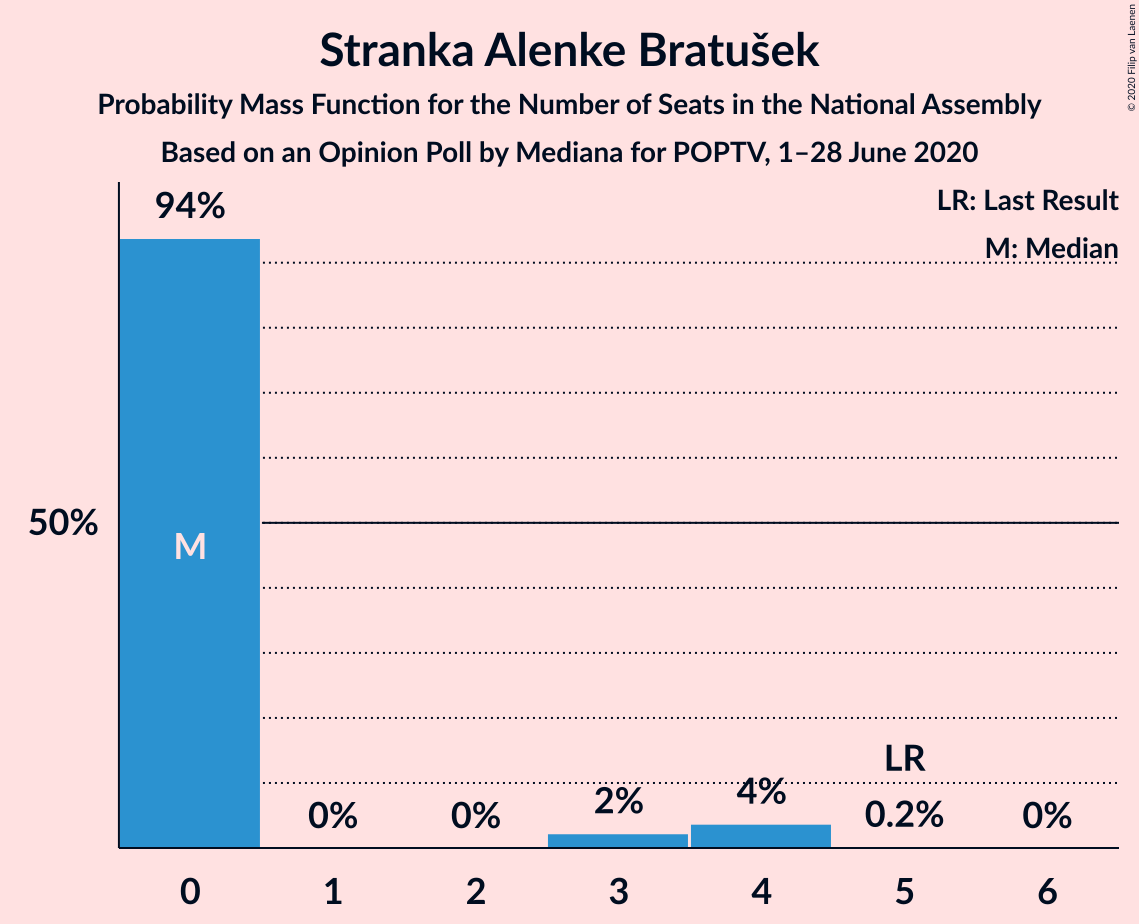 Stranka Alenke Bratušek
Probability Mass Function for the Number of Seats in the National Assembly
Based on an Opinion Poll by Mediana for POPTV, 1–28 June 2020
© 2020 Filip van Laenen
LR: Last Result
M: Median
94%
50%
M
0%
0%
2%
4%
LR
0.2%
0%
0
1
2
3
4
5
6